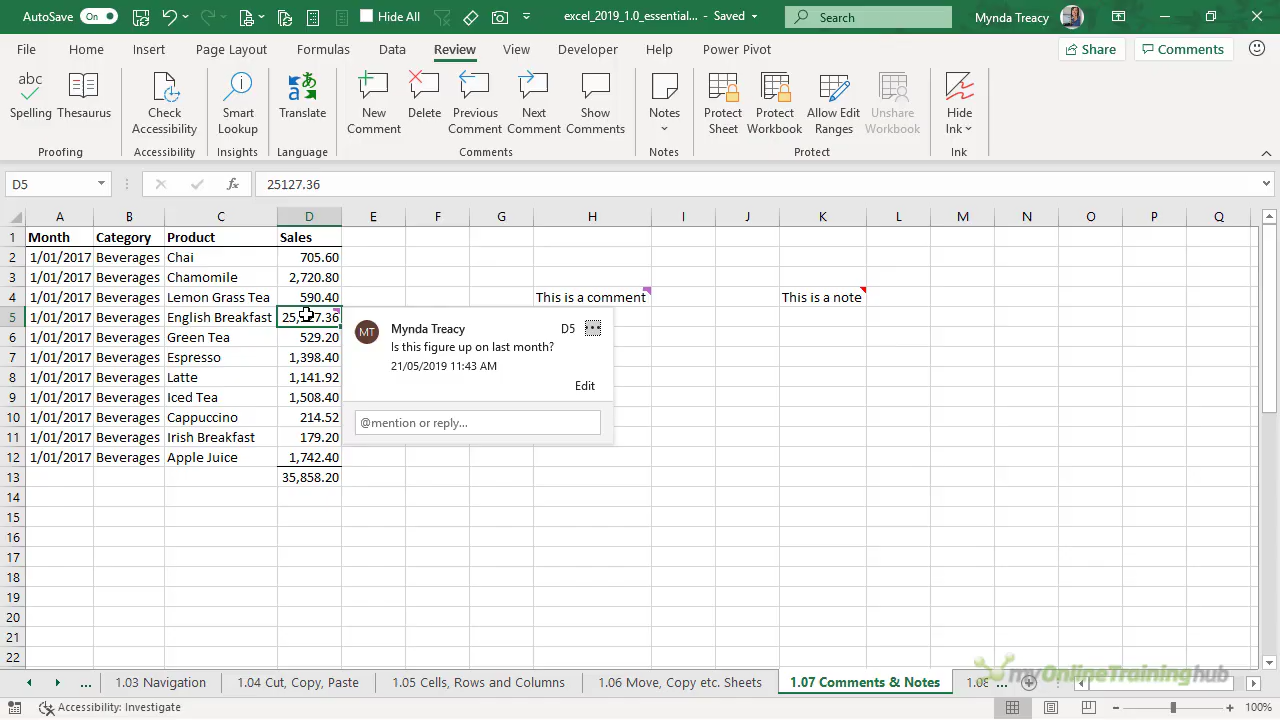 AutoSave On Hide All excel_2019_1.0_essential... - Saved Search Mynda Treacy
File Home Insert Page Layout Formulas Data Review View Developer Help Power Pivot Share Comments
abc
Spelling Thesaurus Check Accessibility Smart Lookup Translate New Comment Delete Previous Comment Next Comment Show Comments Notes Protect Sheet Protect Workbook Allow Edit Ranges Unshare Workbook Hide Ink
Proofing Accessibility Insights Language Comments Notes Protect Ink
D5 fx 25127.36
A B C D E F G H I J K L M N O P Q
1 Month Category Product Sales
2 1/01/2017 Beverages Chai 705.60
3 1/01/2017 Beverages Chamomile 2,720.80
4 1/01/2017 Beverages Lemon Grass Tea 590.40 This is a comment This is a note
5 1/01/2017 Beverages English Breakfast
6 1/01/2017 Beverages Green Tea 529.20
7 1/01/2017 Beverages Espresso 1,398.40
8 1/01/2017 Beverages Latte 1,141.92
9 1/01/2017 Beverages Iced Tea 1,508.40
10 1/01/2017 Beverages Cappuccino 214.52
11 1/01/2017 Beverages Irish Breakfast 179.20
12 1/01/2017 Beverages Apple Juice 1,742.40
13 35,858.20
14
15
16
17
18
19
20
21
22
MT Mynda Treacy D5
Is this figure up on last month?
21/05/2019 11:43 AM
Edit
@mention or reply...
myOnlineTraininghub
... 1.03 Navigation 1.04 Cut, Copy, Paste 1.06 Move, Copy etc. Sheets 1.07 Comments & Notes ...
Accessibility: Investigate 100%